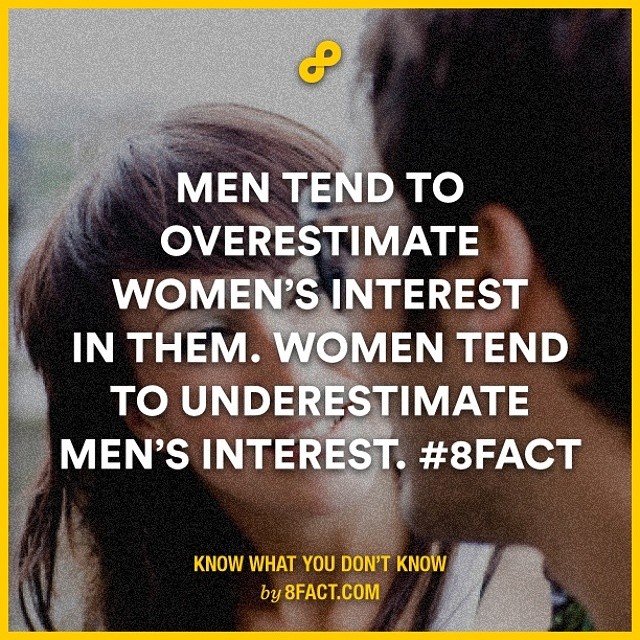 MEN TEND TO
OVERESTIMATE
WOMEN’S INTEREST
IN THEM. WOMEN TEND
TO UNDERESTIMATE
MEN’S INTEREST. #8FACT
KNOW WHAT YOU DON’T KNOW
by 8FACT.COM